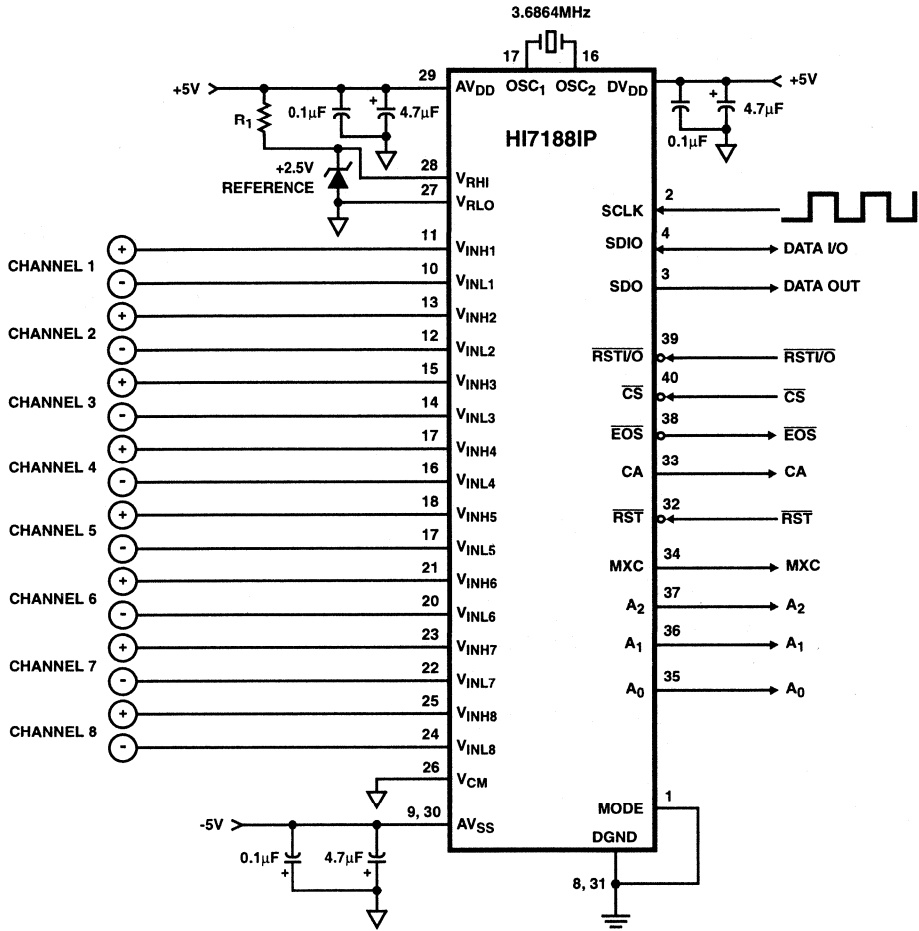 3.6864MHz
17 16
29
+5V
AVDD OSC1 OSC2 DVDD
+5V
R1
0.1µF
+
4.7µF
0.1µF
+
4.7µF
HI7188IP
+2.5V
REFERENCE
28
VRHI
27
VRLO
2
SCLK
4
SDIO
DATA I/O
3
SDO
DATA OUT
39
RSTI/O
RSTI/O
40
CS
CS
38
EOS
EOS
33
CA
CA
32
RST
RST
34
MXC
MXC
37
A2
A2
36
A1
A1
35
A0
A0
CHANNEL 1
+
11
VINH1
-
10
VINL1
CHANNEL 2
+
13
VINH2
-
12
VINL2
CHANNEL 3
+
15
VINH3
-
14
VINL3
CHANNEL 4
+
17
VINH4
-
16
VINL4
CHANNEL 5
+
18
VINH5
-
17
VINL5
CHANNEL 6
+
21
VINH6
-
20
VINL6
CHANNEL 7
+
23
VINH7
-
22
VINL7
CHANNEL 8
+
25
VINH8
-
24
VINL8
26
VCM
9, 30
-5V
AVSS
0.1µF
+
4.7µF
+
1
MODE
DGND
8, 31